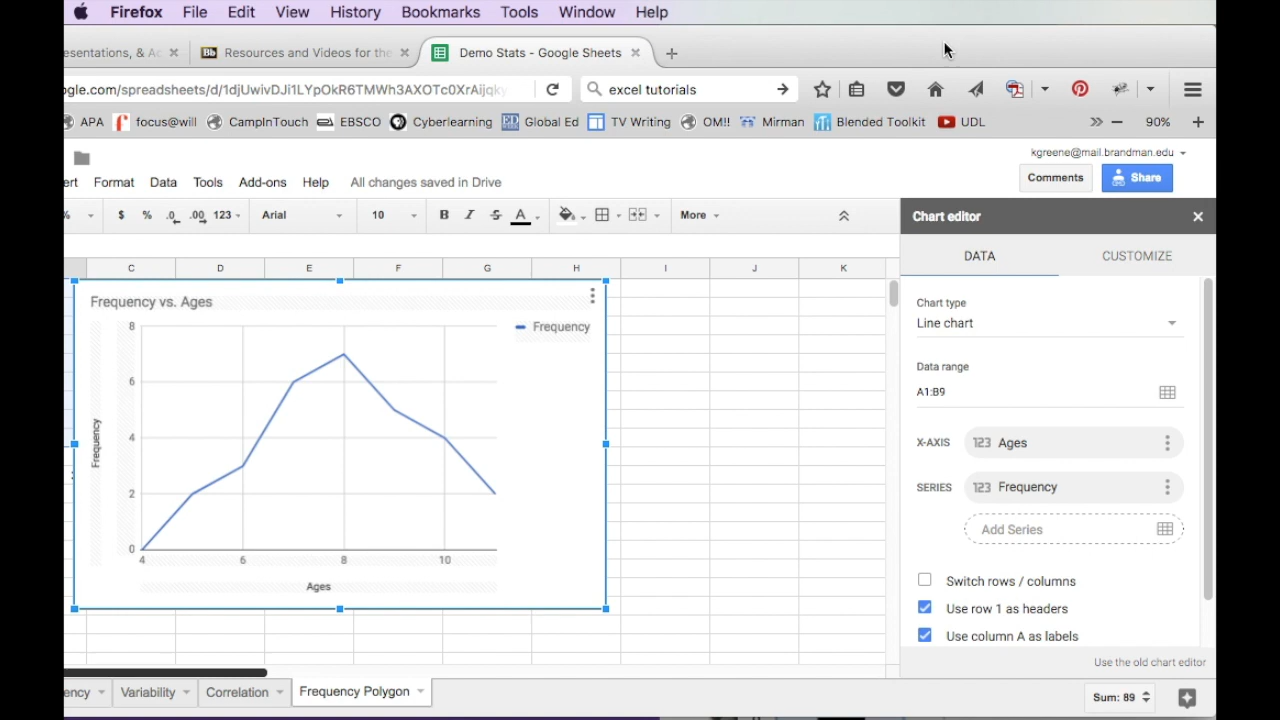 Firefox File Edit View History Bookmarks Tools Window Help
esentations, & Ac Resources and Videos for the Demo Stats - Google Sheets
gle.com/spreadsheets/d/1djUwivDJi1LYpOkR6TMWh3AXOTc0XrAijqky excel tutorials
APA focus@will CampInTouch EBSCO Cyberlearning Global Ed TV Writing OM!! Mirman Blended Toolkit UDL 90%
kgreene@mail.brandman.edu
ert Format Data Tools Add-ons Help All changes saved in Drive Comments Share
% $ % .0 .00 123 Arial 10 B I S A More
Chart editor
DATA CUSTOMIZE
C D E F G H I J K
Frequency vs. Ages
Frequency
8
6
4
2
0
4 6 8 10
Frequency
Ages
Chart type
Line chart
Data range
A1:B9
X-AXIS 123 Ages
SERIES 123 Frequency
Add Series
Switch rows / columns
Use row 1 as headers
Use column A as labels
Use the old chart editor
ency Variability Correlation Frequency Polygon Sum: 89